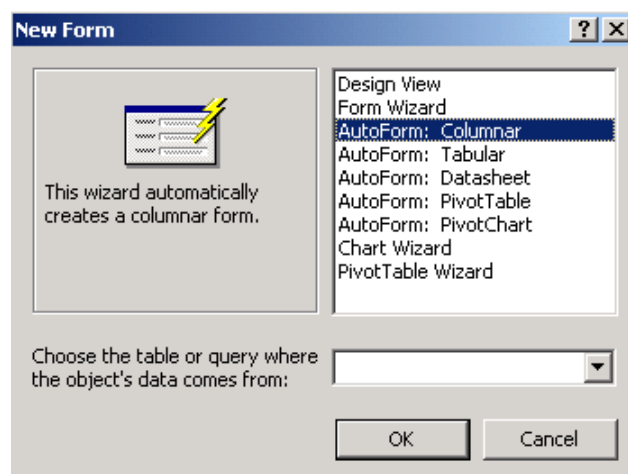 New Form
This wizard automatically
creates a columnar form.
Design View
Form Wizard
AutoForm: Columnar
AutoForm: Tabular
AutoForm: Datasheet
AutoForm: PivotTable
AutoForm: PivotChart
Chart Wizard
PivotTable Wizard
Choose the table or query where
the object's data comes from:
OK
Cancel